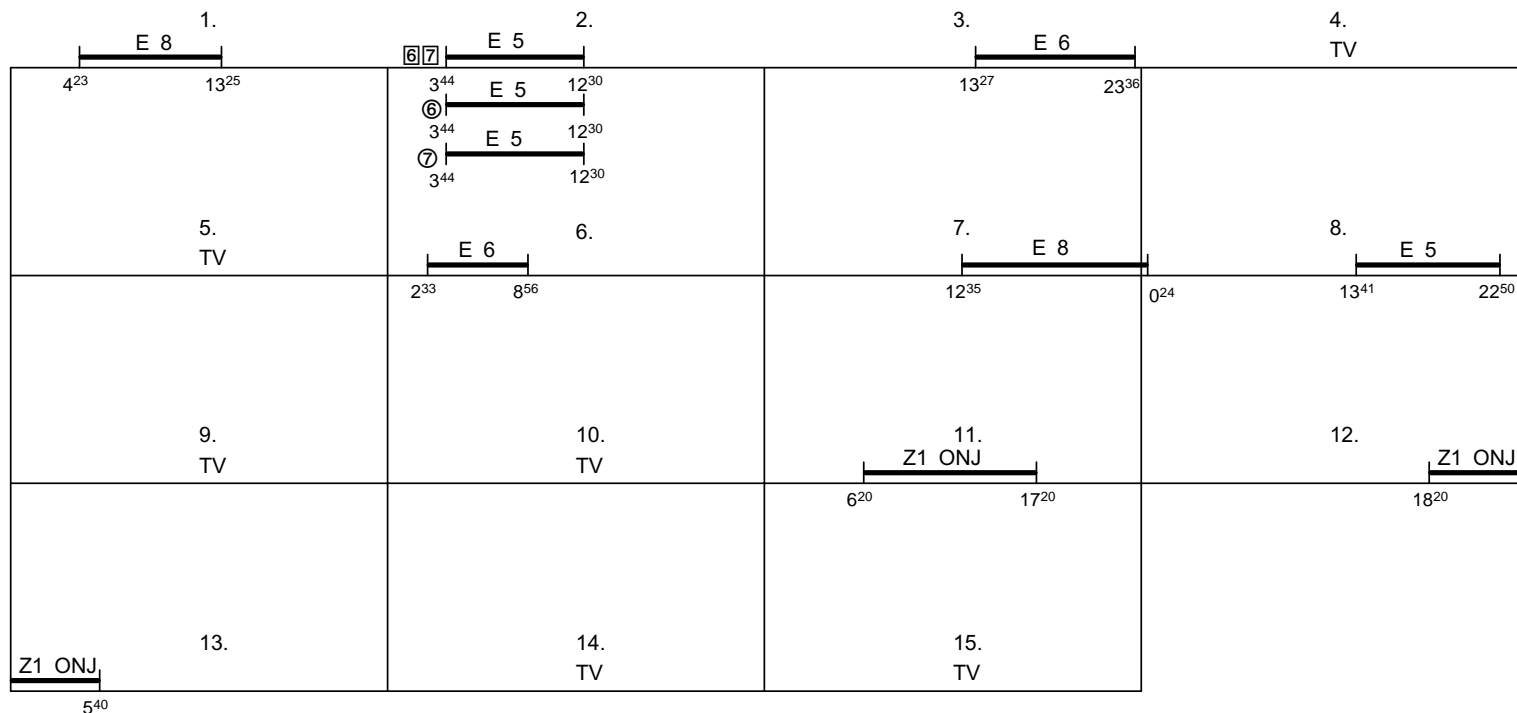 1. 2. 3. 4.
E 8 6 7 E 5 E 6 TV
4²³ 13²⁵ 3⁴⁴ 12³⁰ 13²⁷ 23³⁶
⑥ E 5
3⁴⁴ 12³⁰
⑦ E 5
3⁴⁴ 12³⁰
5. 6. 7. 8.
TV E 6 E 8 E 5
2³³ 8⁵⁶ 12³⁵ 0²⁴ 13⁴¹ 22⁵⁰
9. 10. 11. 12.
TV TV Z1 ONJ Z1 ONJ
6²⁰ 17²⁰ 18²⁰
13. 14. 15.
Z1 ONJ TV TV
5⁴⁰